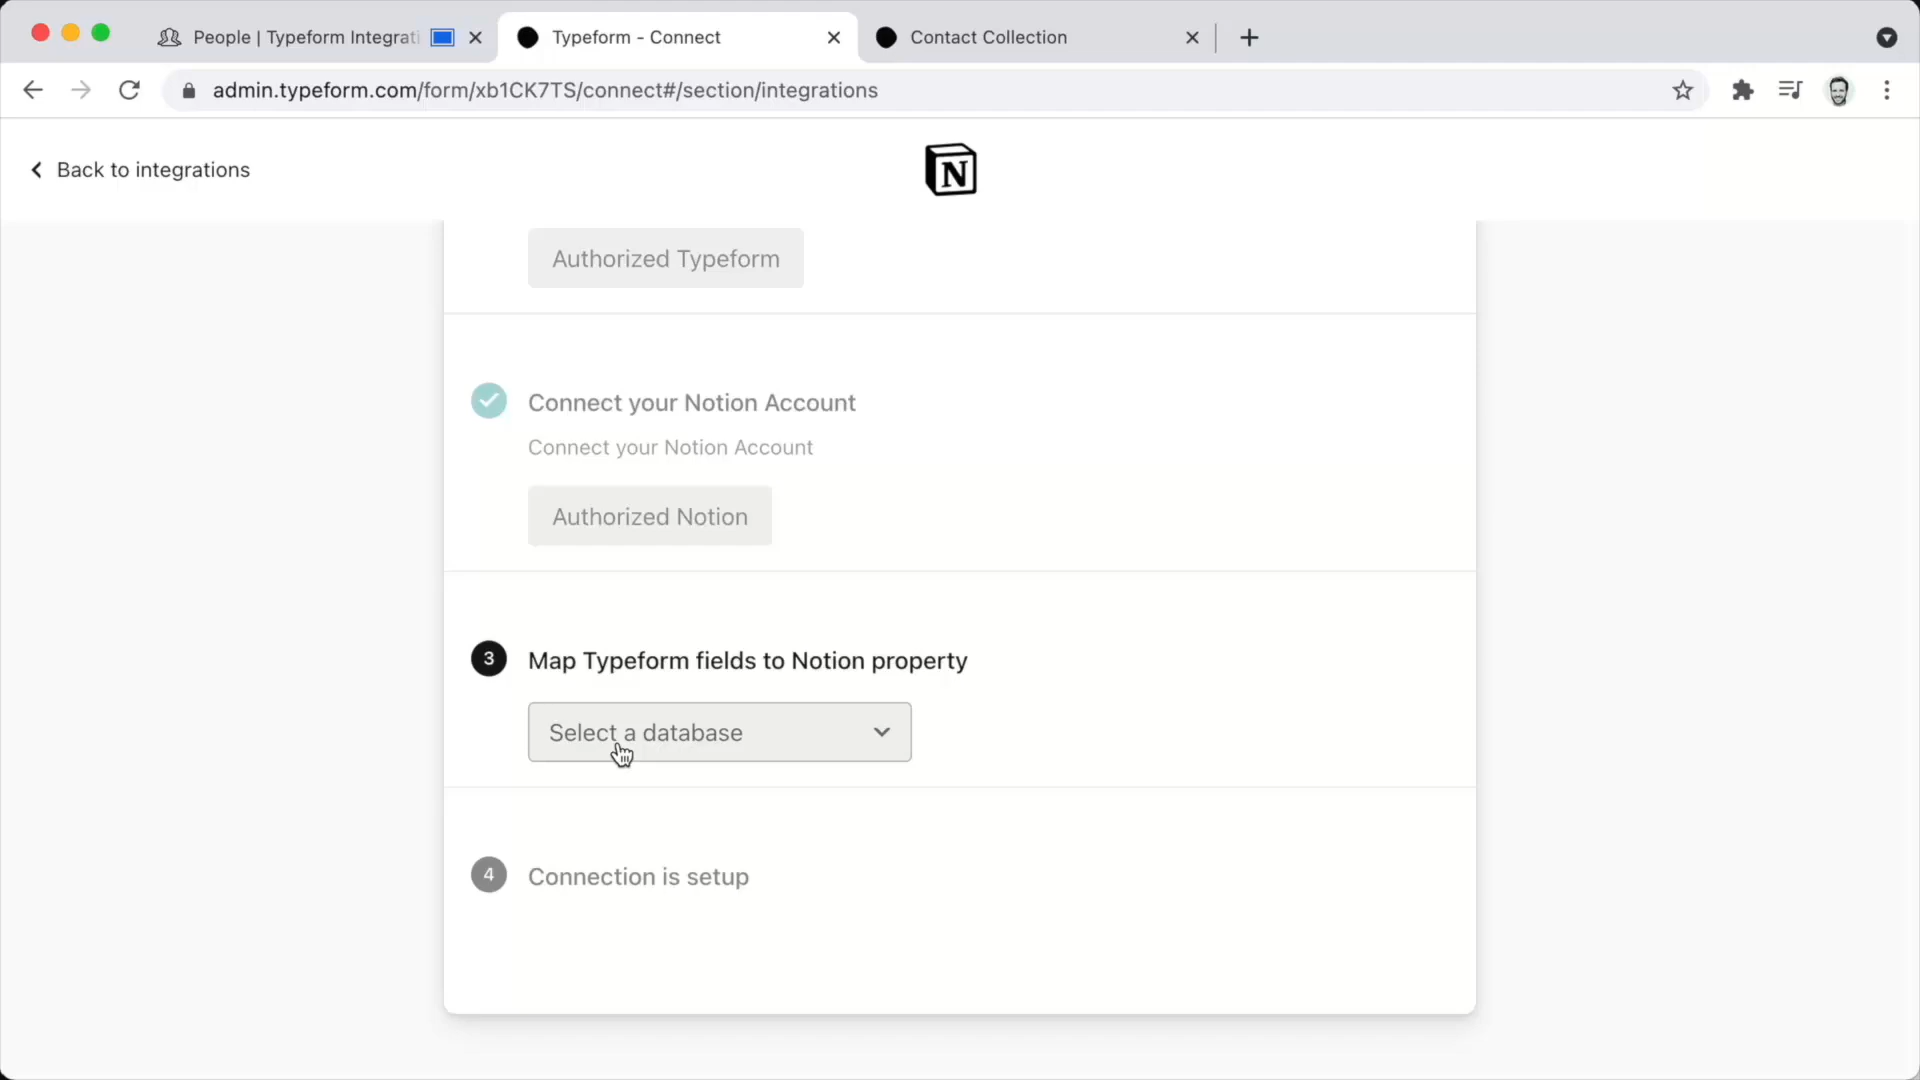 People | Typeform Integrati
Typeform - Connect
Contact Collection
admin.typeform.com/form/xb1CK7TS/connect#/section/integrations
Back to integrations
N
Authorized Typeform
Connect your Notion Account
Connect your Notion Account
Authorized Notion
3
Map Typeform fields to Notion property
Select a database
4
Connection is setup